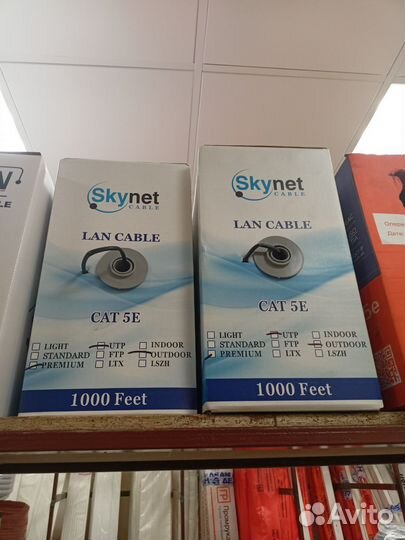 Skynet
CABLE
LAN CABLE
CAT 5E
LIGHT UTP INDOOR
STANDARD FTP OUTDOOR
PREMIUM LTX LSZH
1000 Feet
Skynet
CABLE
LAN CABLE
CAT 5E
LIGHT UTP INDOOR
STANDARD FTP OUTDOOR
PREMIUM LTX LSZH
1000 Feet
Дата:
Avito